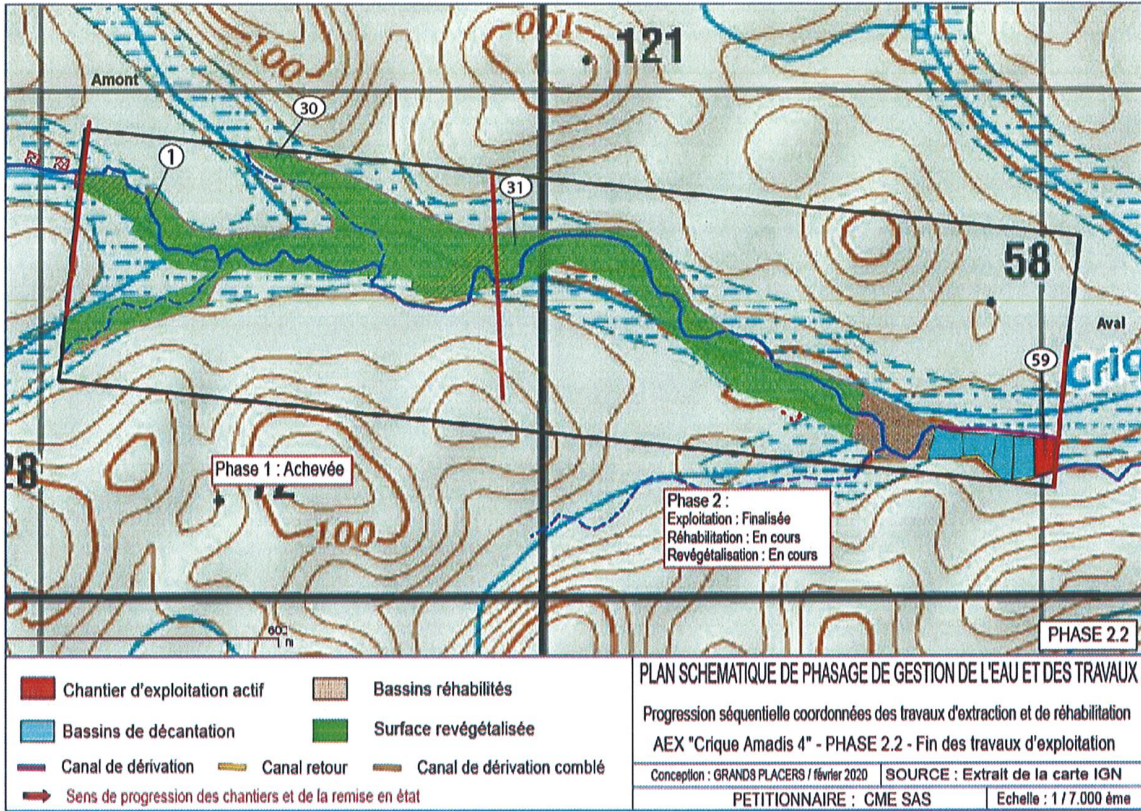 100
001
121
Amont
30
1
31
58
Aval
59
Criq
28
Phase 1 : Achevée
12
100
Phase 2 :
Exploitation : Finalisée
Réhabilitation : En cours
Revégétalisation : En cours
600
m
PHASE 2.2
Chantier d'exploitation actif
Bassins réhabilités
Bassins de décantation
Surface revégétalisée
Canal de dérivation
Canal retour
Canal de dérivation comblé
Sens de progression des chantiers et de la remise en état
PLAN SCHEMATIQUE DE PHASAGE DE GESTION DE L'EAU ET DES TRAVAUX
Progression séquentielle coordonnées des travaux d'extraction et de réhabilitation
AEX "Crique Amadis 4" - PHASE 2.2 - Fin des travaux d'exploitation
Conception : GRANDS PLACERS / février 2020
SOURCE : Extrait de la carte IGN
PETITIONNAIRE : CME SAS
Echelle : 1 / 7.000 ème